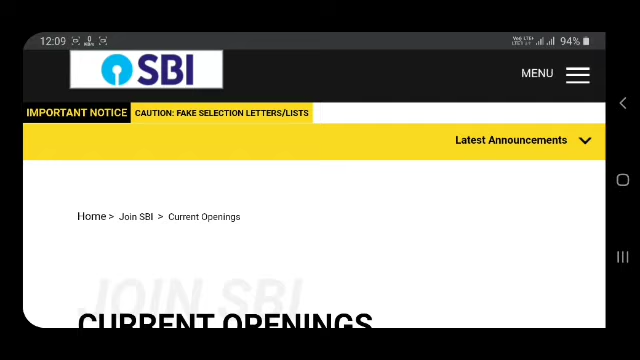 12:09
94%
SBI
MENU
IMPORTANT NOTICE
CAUTION: FAKE SELECTION LETTERS/LISTS
Latest Announcements
Home > Join SBI > Current Openings
JOIN SBI
CURRENT OPENINGS